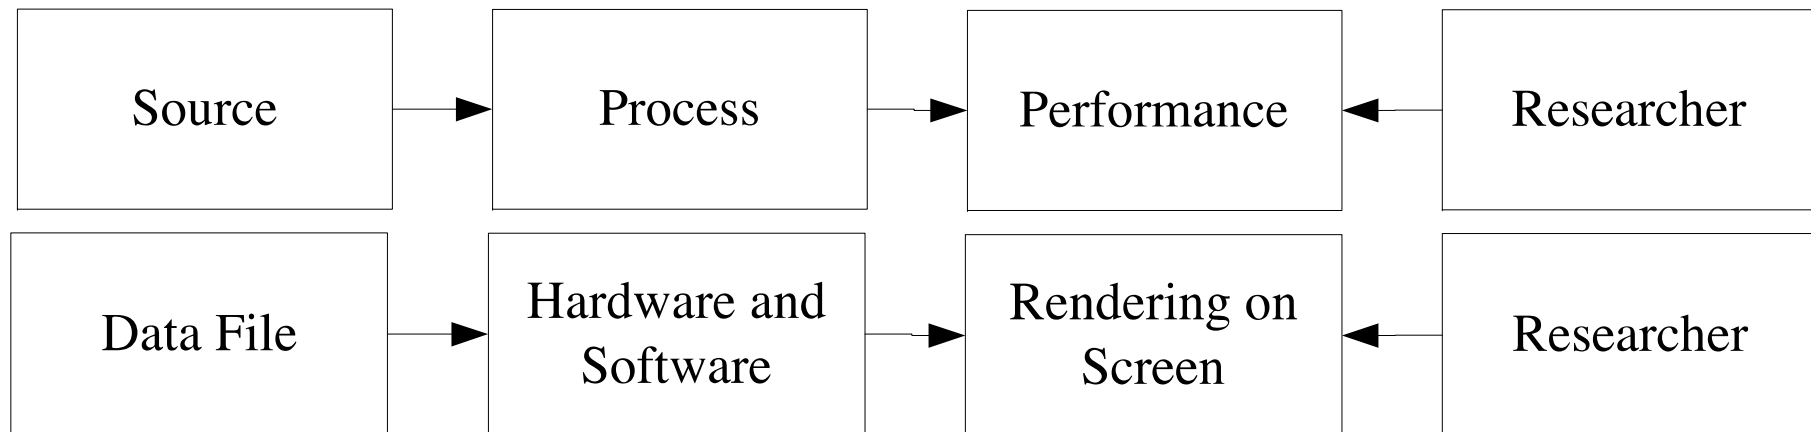 Source
Process
Performance
Researcher
Data File
Hardware and
Software
Rendering on
Screen
Researcher